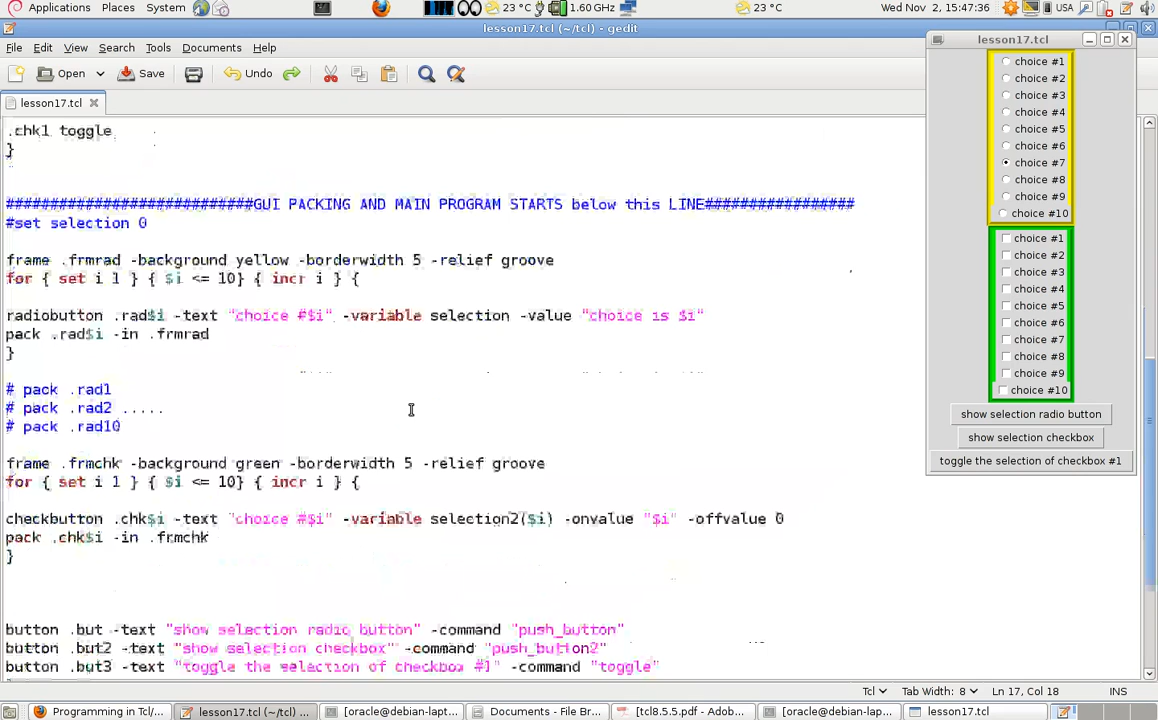 Applications Places System 23 °C 1.60 GHz 23 °C USA Wed Nov 2, 15:47:36
lesson17.tcl (~/tcl) - gedit
File Edit View Search Tools Documents Help
Open Save Undo
lesson17.tcl
.chk1 toggle
}
############################GUI PACKING AND MAIN PROGRAM STARTS below this LINE#################
#set selection 0
frame .frmrad -background yellow -borderwidth 5 -relief groove
for { set i 1 } { $i <= 10} { incr i } {
radiobutton .rad$i -text "choice #$i" -variable selection -value "choice is $i"
pack .rad$i -in .frmrad
}
# pack .rad1
# pack .rad2 .....
# pack .rad10
frame .frmchk -background green -borderwidth 5 -relief groove
for { set i 1 } { $i <= 10} { incr i } {
checkbutton .chk$i -text "choice #$i" -variable selection2($i) -onvalue "$i" -offvalue 0
pack .chk$i -in .frmchk
}
button .but -text "show selection radio button" -command "push_button"
button .but2 -text "show selection checkbox" -command "push_button2"
button .but3 -text "toggle the selection of checkbox #1" -command "toggle"
lesson17.tcl
choice #1
choice #2
choice #3
choice #4
choice #5
choice #6
choice #7
choice #8
choice #9
choice #10
choice #1
choice #2
choice #3
choice #4
choice #5
choice #6
choice #7
choice #8
choice #9
choice #10
show selection radio button
show selection checkbox
toggle the selection of checkbox #1
Tcl Tab Width: 8 Ln 17, Col 18 INS
Programming in Tcl/... lesson17.tcl (~/tcl) ... [oracle@debian-lapt... Documents - File Br... [tcl8.5.5.pdf - Adob... [oracle@debian-lap... lesson17.tcl